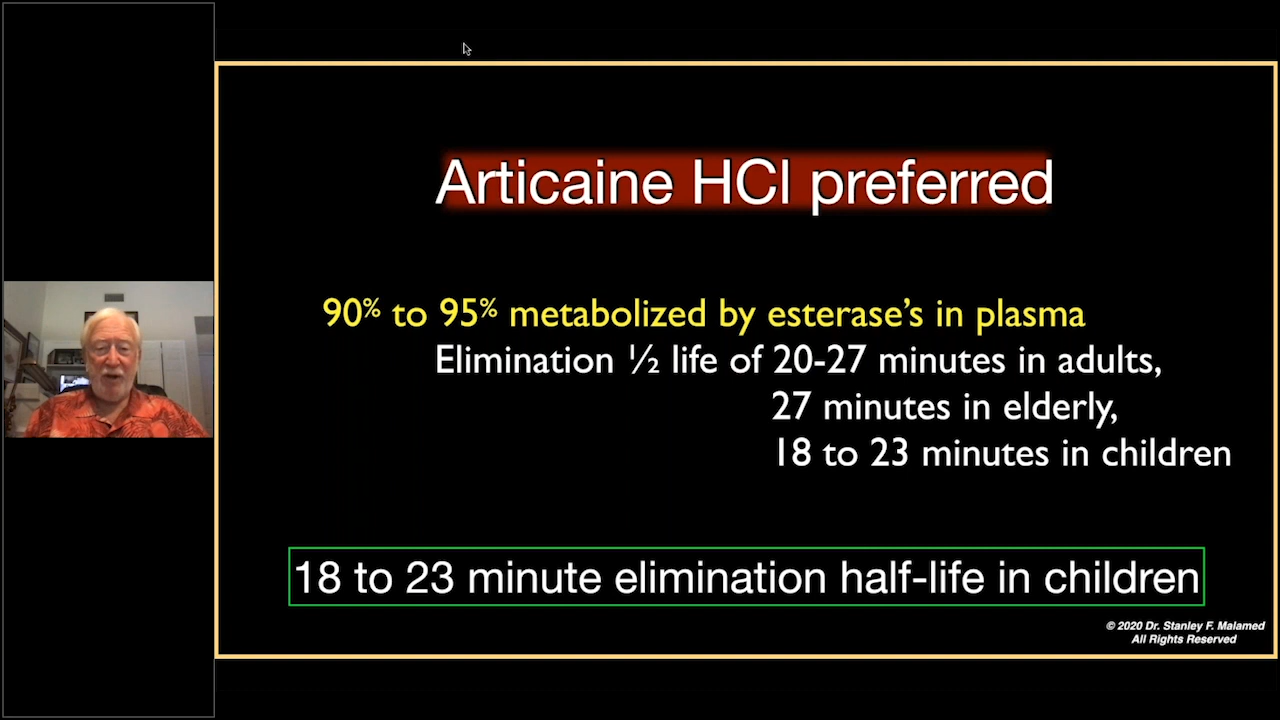 Articaine HCl preferred
90% to 95% metabolized by esterase's in plasma
Elimination ½ life of 20-27 minutes in adults,
27 minutes in elderly,
18 to 23 minutes in children
18 to 23 minute elimination half-life in children
© 2020 Dr. Stanley F. Malamed
All Rights Reserved